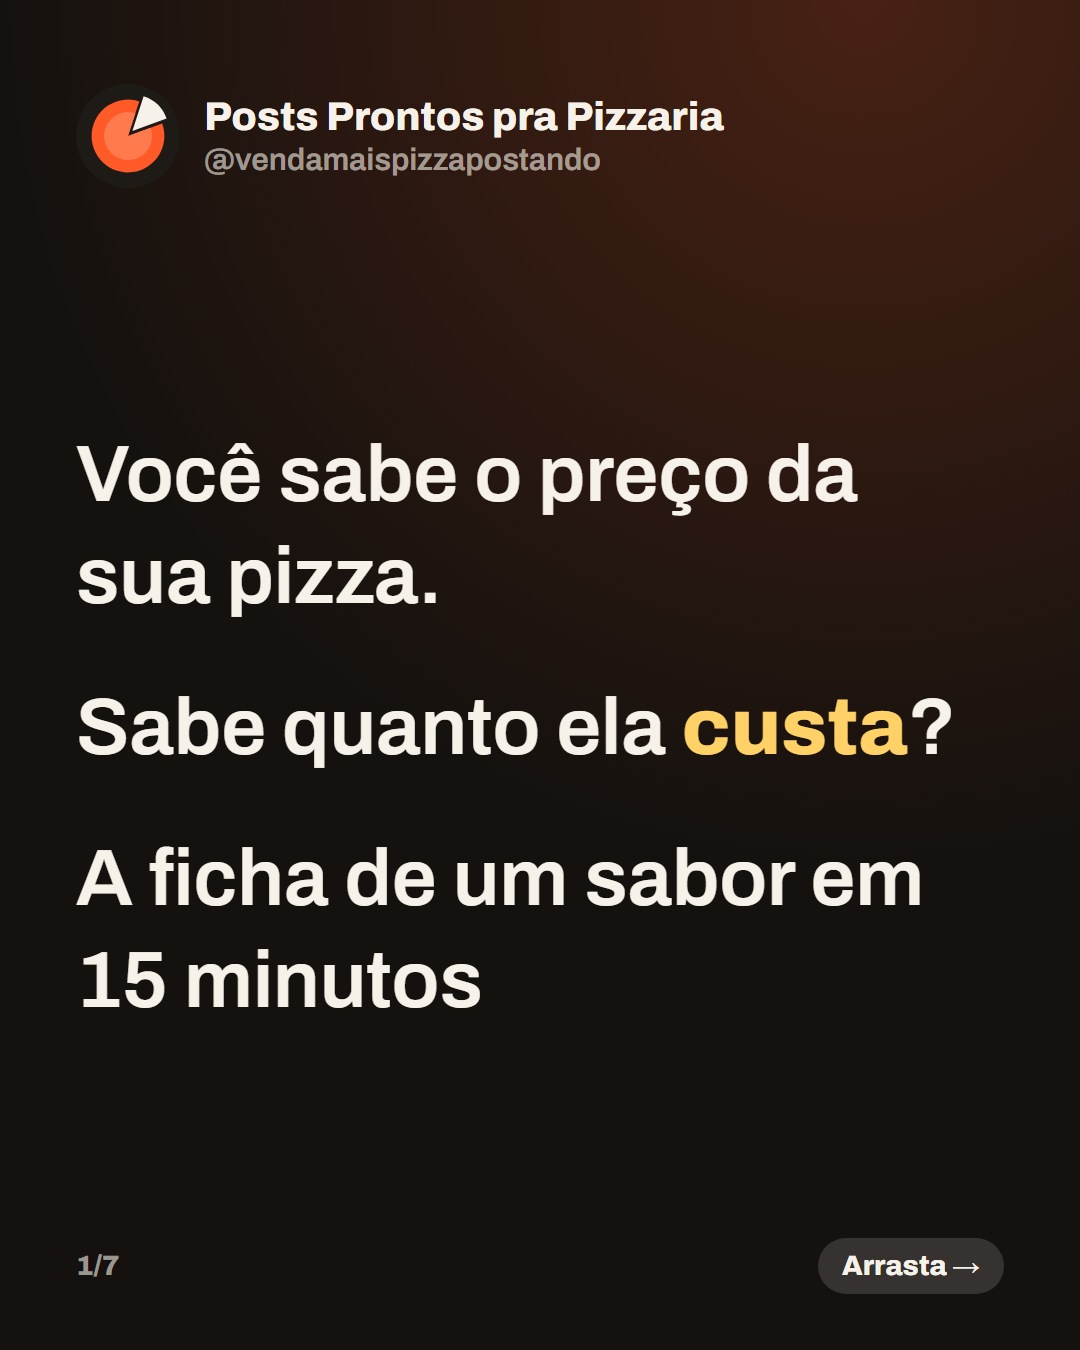 Posts Prontos pra Pizzaria
@vendamaispizzapostando
Você sabe o preço da
sua pizza.
Sabe quanto ela custa?
A ficha de um sabor em
15 minutos
1/7
Arrasta →